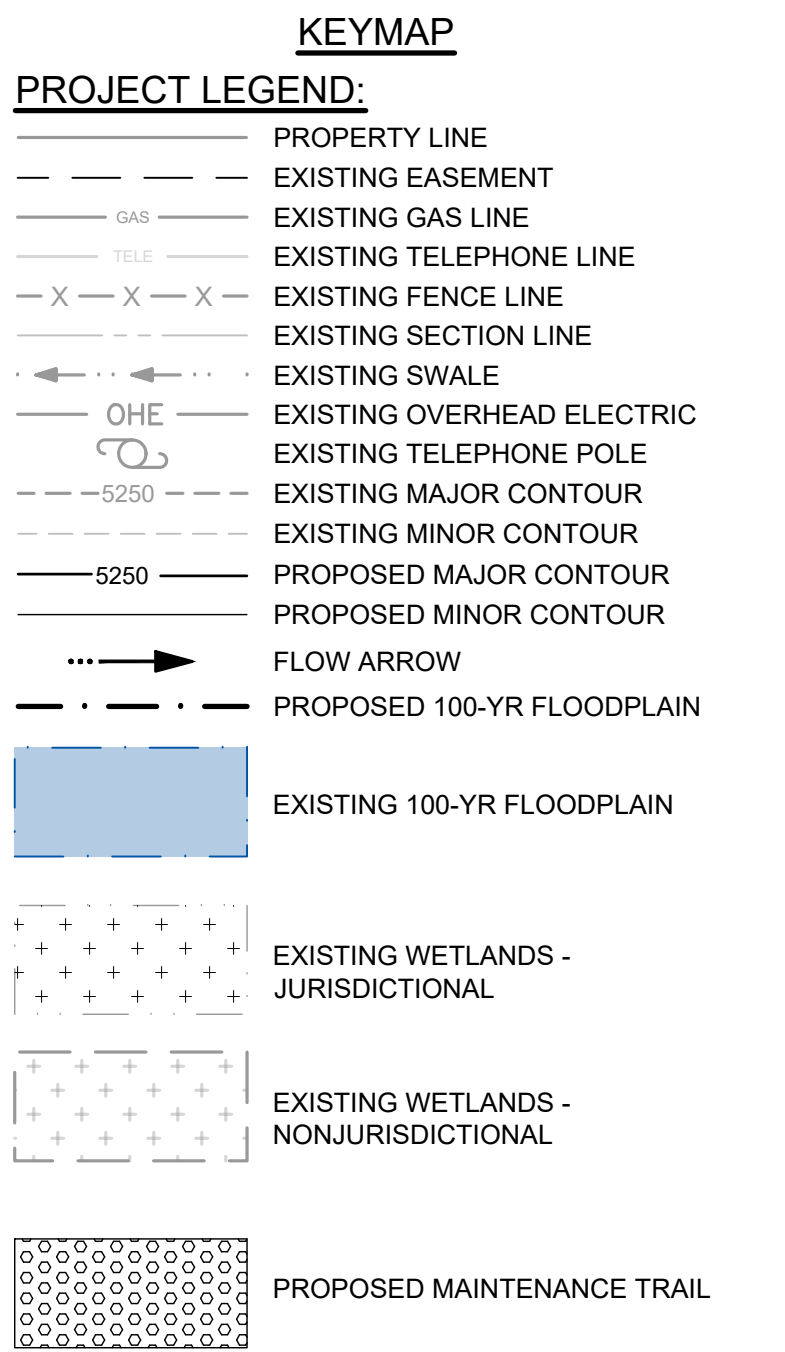 KEYMAP
PROJECT LEGEND:
PROPERTY LINE
EXISTING EASEMENT
GAS EXISTING GAS LINE
TELE EXISTING TELEPHONE LINE
X X X EXISTING FENCE LINE
EXISTING SECTION LINE
EXISTING SWALE
OHE EXISTING OVERHEAD ELECTRIC
EXISTING TELEPHONE POLE
5250 EXISTING MAJOR CONTOUR
EXISTING MINOR CONTOUR
5250 PROPOSED MAJOR CONTOUR
PROPOSED MINOR CONTOUR
FLOW ARROW
PROPOSED 100-YR FLOODPLAIN
EXISTING 100-YR FLOODPLAIN
EXISTING WETLANDS -
JURISDICTIONAL
EXISTING WETLANDS -
NONJURISDICTIONAL
PROPOSED MAINTENANCE TRAIL